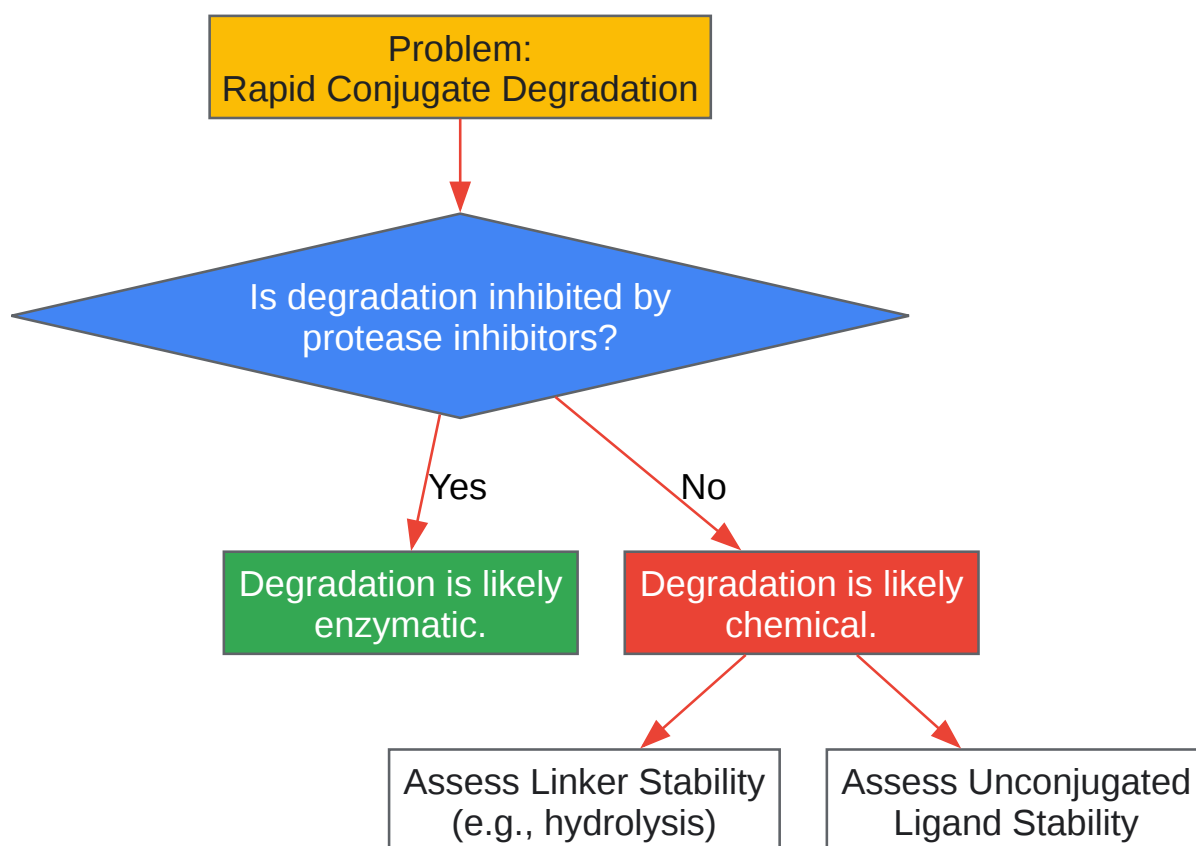 Problem:
Rapid Conjugate Degradation
Is degradation inhibited by
protease inhibitors?
Yes
No
Degradation is likely
enzymatic.
Degradation is likely
chemical.
Assess Linker Stability
(e.g., hydrolysis)
Assess Unconjugated
Ligand Stability